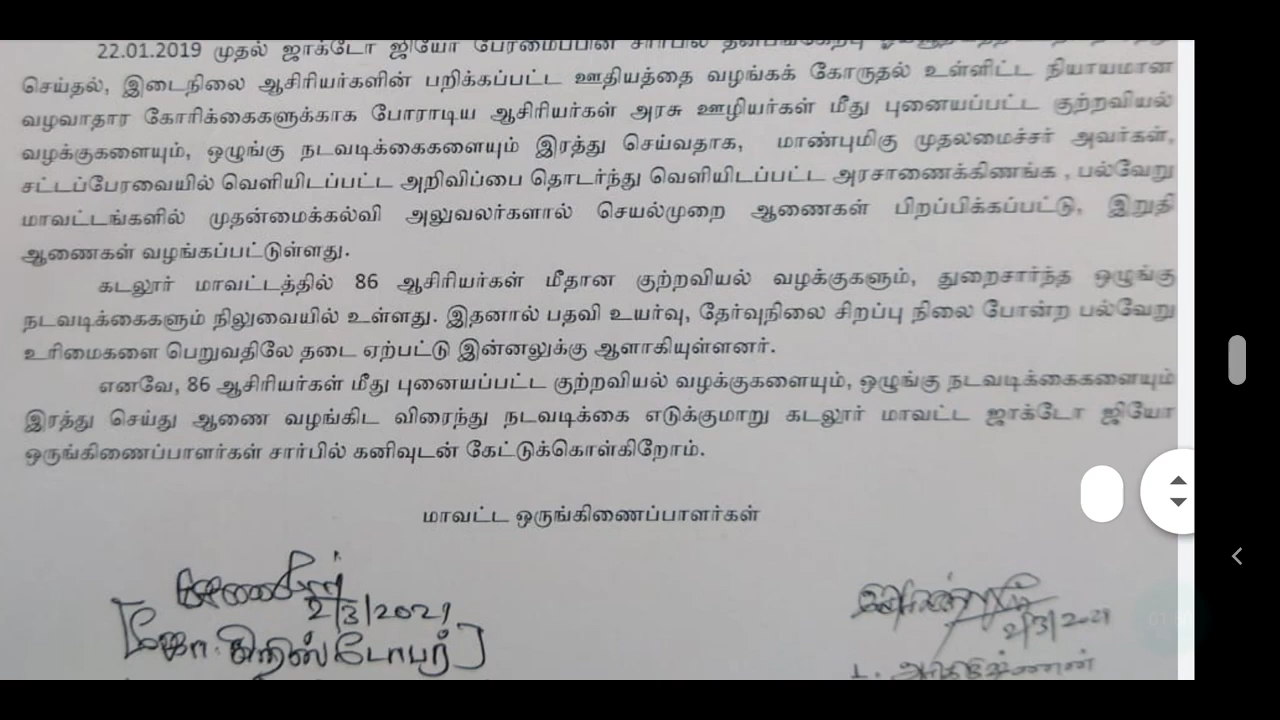 22.01.2019 முதல் ஜாக்டோ ஜியோ பேரமைப்பின் சார்பில்
செய்தல், இடைநிலை ஆசிரியர்களின் பறிக்கப்பட்ட ஊதியத்தை வழங்கக் கோருதல் உள்ளிட்ட நியாயமான
வழவாதார கோரிக்கைகளுக்காக போராடிய ஆசிரியர்கள் அரசு ஊழியர்கள் மீது புனையப்பட்ட குற்றவியல்
வழக்குகளையும், ஒழுங்கு நடவடிக்கைகளையும் இரத்து செய்வதாக, மாண்புமிகு முதலமைச்சர் அவர்கள்,
சட்டப்பேரவையில் வெளியிடப்பட்ட அறிவிப்பை தொடர்ந்து வெளியிடப்பட்ட அரசாணைக்கிணங்க , பல்வேறு
மாவட்டங்களில் முதன்மைக்கல்வி அலுவலர்களால் செயல்முறை ஆணைகள் பிறப்பிக்கப்பட்டு, இறுதி
ஆணைகள் வழங்கப்பட்டுள்ளது.
கடலூர் மாவட்டத்தில் 86 ஆசிரியர்கள் மீதான குற்றவியல் வழக்குகளும், துறைசார்ந்த ஒழுங்கு
நடவடிக்கைகளும் நிலுவையில் உள்ளது. இதனால் பதவி உயர்வு, தேர்வுநிலை சிறப்பு நிலை போன்ற பல்வேறு
உரிமைகளை பெறுவதிலே தடை ஏற்பட்டு இன்னலுக்கு ஆளாகியுள்ளனர்.
எனவே, 86 ஆசிரியர்கள் மீது புனையப்பட்ட குற்றவியல் வழக்குகளையும், ஒழுங்கு நடவடிக்கைகளையும்
இரத்து செய்து ஆணை வழங்கிட விரைந்து நடவடிக்கை எடுக்குமாறு கடலூர் மாவட்ட ஜாக்டோ ஜியோ
ஒருங்கிணைப்பாளர்கள் சார்பில் கனிவுடன் கேட்டுக்கொள்கிறோம்.
மாவட்ட ஒருங்கிணைப்பாளர்கள்
2/3/2021
2/3/2021